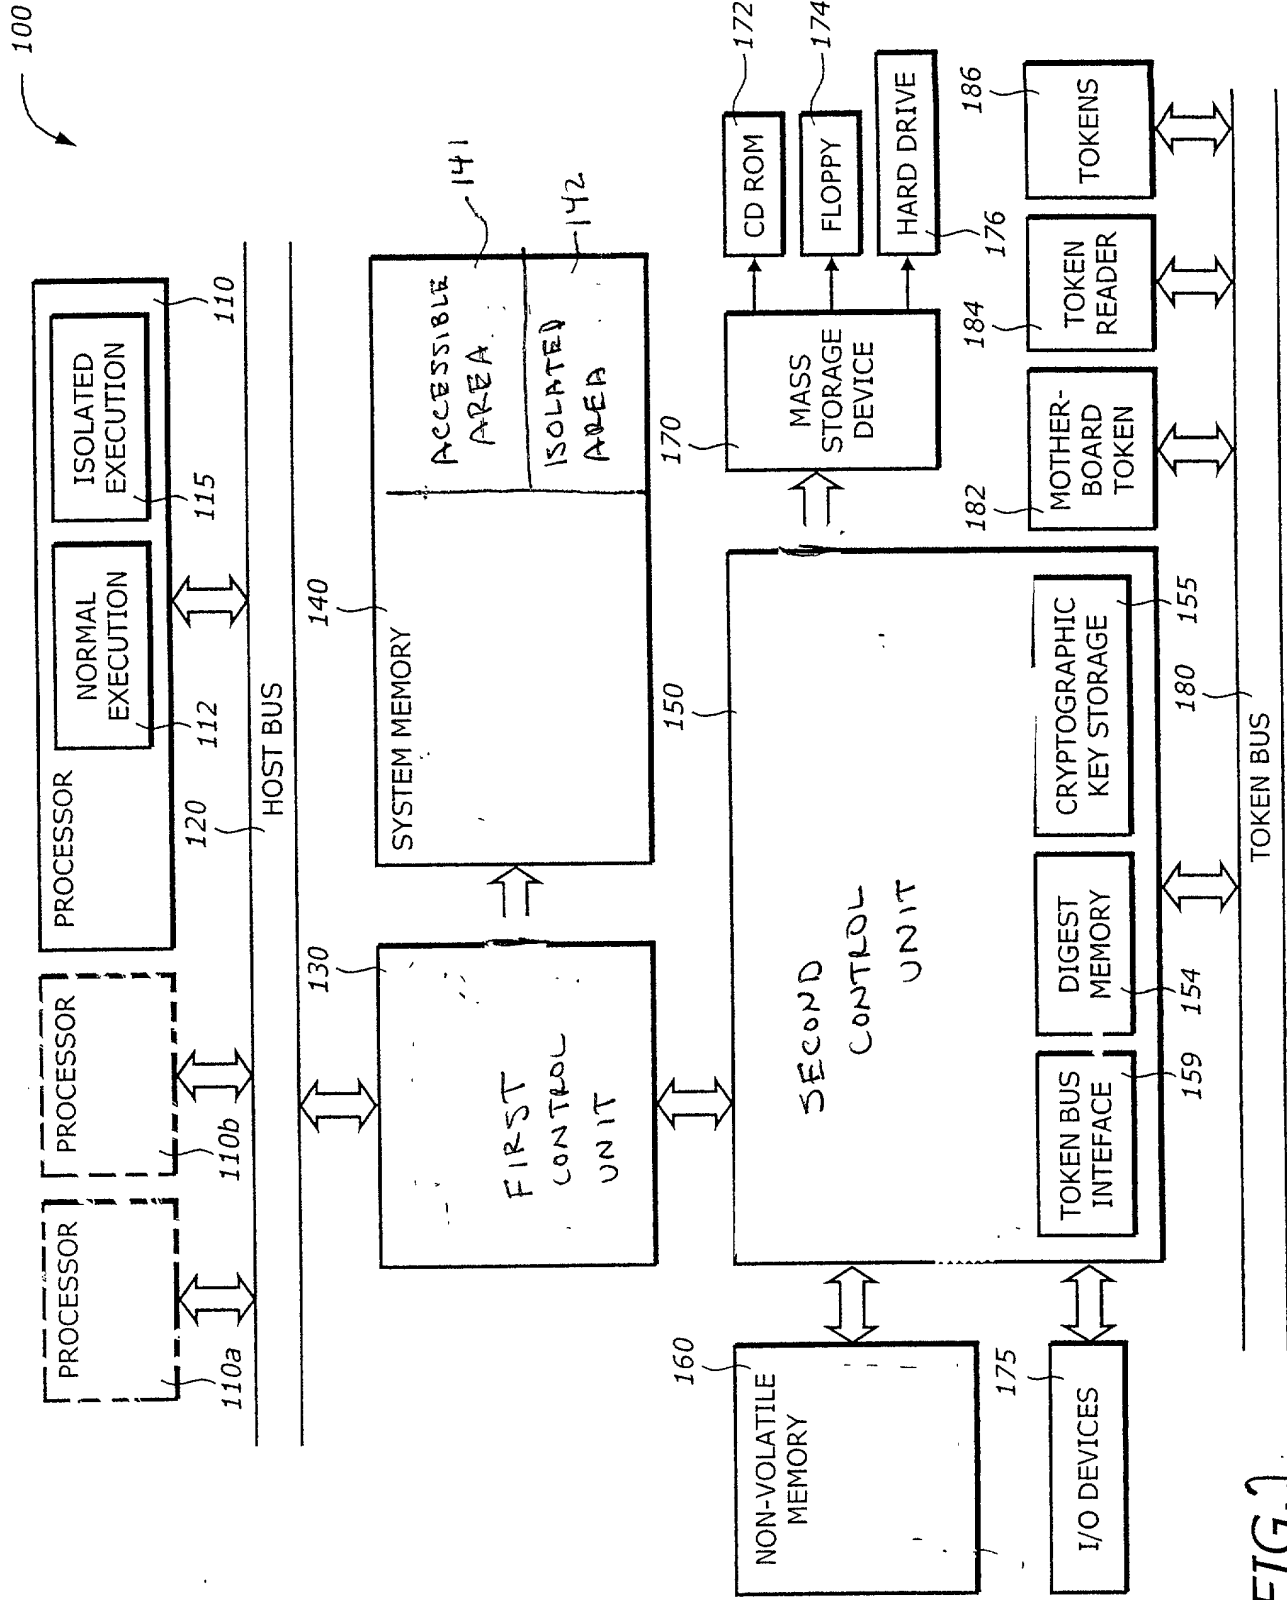 100
PROCESSOR
110a
PROCESSOR
110b
PROCESSOR
NORMAL
EXECUTION
112
ISOLATED
EXECUTION
115
110
120
HOST BUS
130
FIRST
CONTROL
UNIT
140
SYSTEM MEMORY
ACCESSIBLE
AREA
141
ISOLATED
AREA
142
150
SECOND
CONTROL
UNIT
TOKEN BUS
INTEFACE
159
DIGEST
MEMORY
154
CRYPTOGRAPHIC
KEY STORAGE
155
160
NON-VOLATILE
MEMORY
175
I/O DEVICES
170
MASS
STORAGE
DEVICE
CD ROM
172
FLOPPY
174
HARD DRIVE
176
180
TOKEN BUS
182
MOTHER-
BOARD
TOKEN
184
TOKEN
READER
186
TOKENS